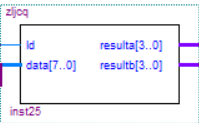 zljcq
ld resulta[3..0]
data[7..0] resultb[3..0]
inst25